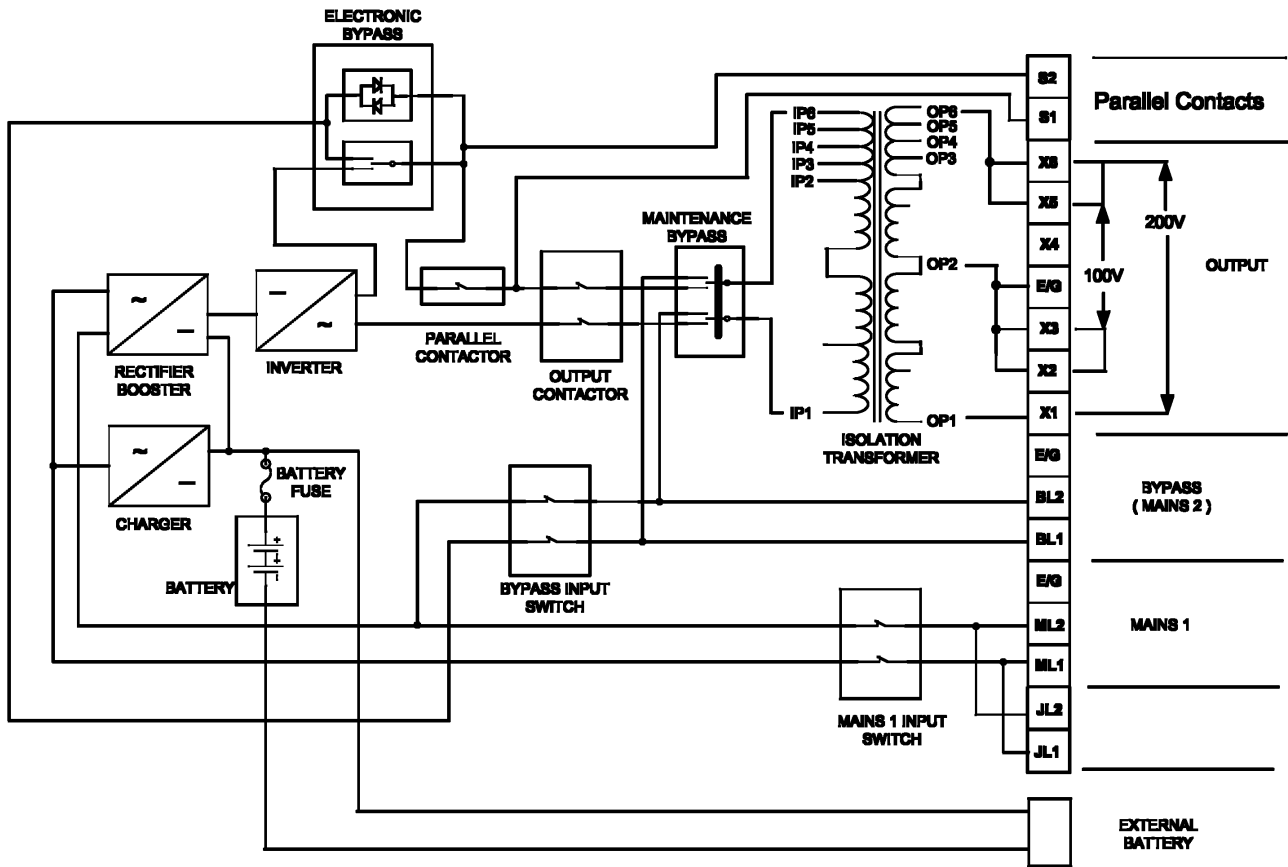 ELECTRONIC
BYPASS
S2
S1
Parallel Contacts
IP6
IP5
IP4
IP3
IP2
OP6
OP5
OP4
OP3
X6
X5
X4
E/G
X3
X2
X1
200V
100V
OUTPUT
MAINTENANCE
BYPASS
OP2
~
—
—
~
PARALLEL
CONTACTOR
INVERTER
RECTIFIER
BOOSTER
OUTPUT
CONTACTOR
IP1
OP1
ISOLATION
TRANSFORMER
~
—
CHARGER
BATTERY
FUSE
+
+
BATTERY
E/G
BL2
BL1
BYPASS
( MAINS 2 )
BYPASS INPUT
SWITCH
E/G
ML2
ML1
MAINS 1
JL2
JL1
MAINS 1 INPUT
SWITCH
EXTERNAL
BATTERY